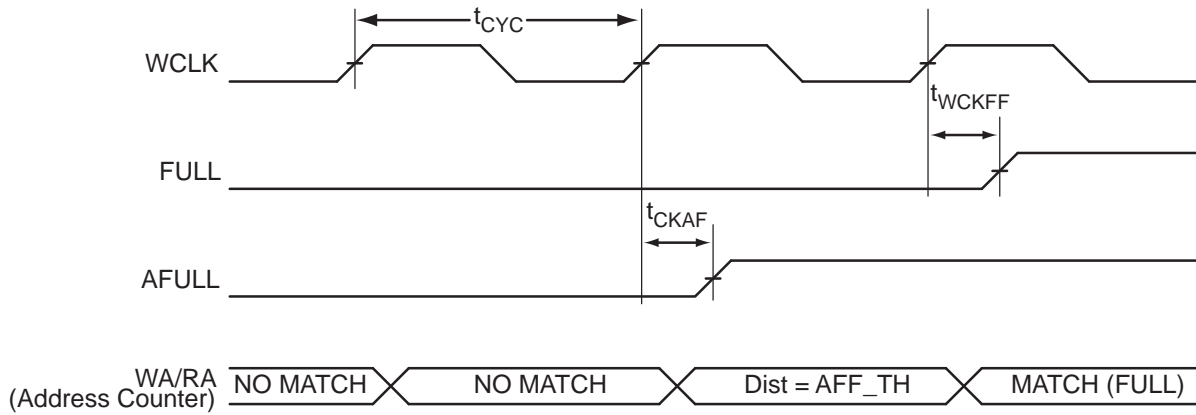 tCYC
WCLK
tWCKFF
FULL
tCKAF
AFULL
WA/RA
(Address Counter)
NO MATCH
NO MATCH
Dist = AFF_TH
MATCH (FULL)